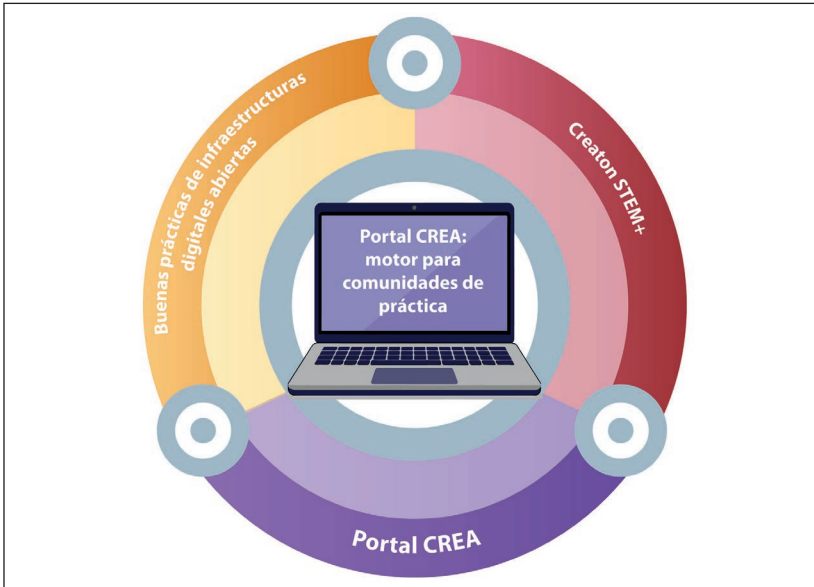 Buenas prácticas de infraestructuras
digitales abiertas
Creaton STEM+
Portal CREA:
motor para
comunidades de
práctica
Portal CREA